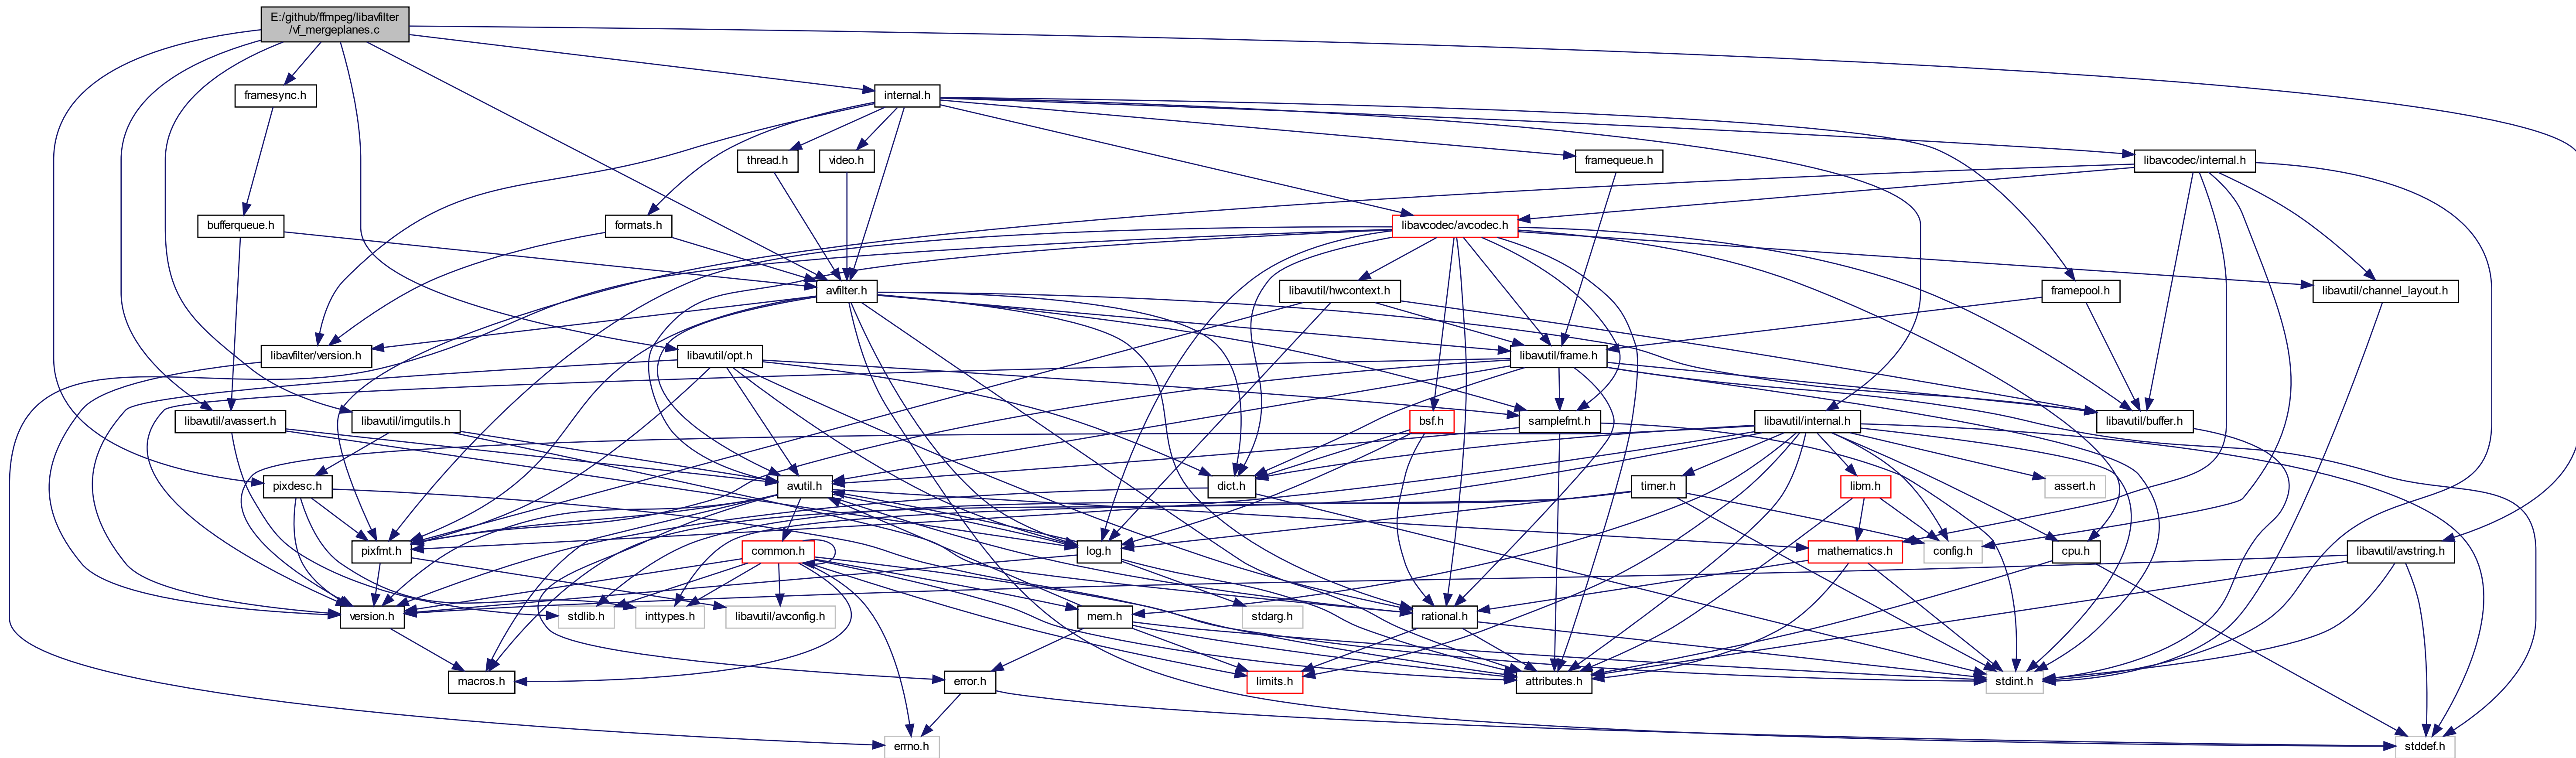 E:/github/ffmpeg/libavfilter
/vf_mergeplanes.c
framesync.h
internal.h
thread.h
video.h
framequeue.h
libavcodec/internal.h
bufferqueue.h
formats.h
libavcodec/avcodec.h
avfilter.h
libavutil/hwcontext.h
framepool.h
libavutil/channel_layout.h
libavfilter/version.h
libavutil/opt.h
libavutil/frame.h
libavutil/avassert.h
libavutil/imgutils.h
bsf.h
samplefmt.h
libavutil/internal.h
libavutil/buffer.h
pixdesc.h
avutil.h
dict.h
timer.h
libm.h
assert.h
pixfmt.h
common.h
log.h
mathematics.h
config.h
cpu.h
libavutil/avstring.h
version.h
stdlib.h
inttypes.h
libavutil/avconfig.h
mem.h
stdarg.h
rational.h
macros.h
error.h
limits.h
attributes.h
stdint.h
errno.h
stddef.h